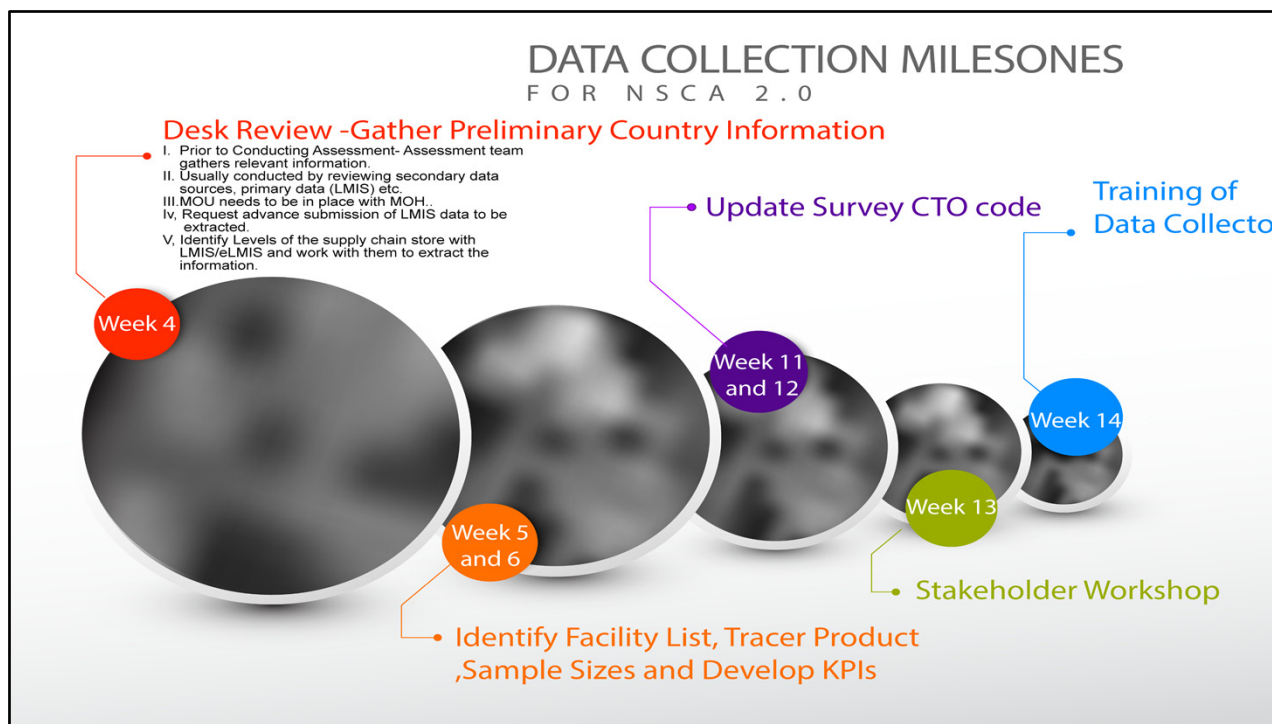 DATA COLLECTION MILESONES
FOR NSCA 2.0
Desk Review -Gather Preliminary Country Information
I. Prior to Conducting Assessment- Assessment team
gathers relevant information.
II. Usually conducted by reviewing secondary data
sources, primary data (LMIS) etc.
III.MOU needs to be in place with MOH..
Iv, Request advance submission of LMIS data to be
extracted.
V, Identify Levels of the supply chain store with
LMIS/eLMIS and work with them to extract the
information.
Week 4
Week 5
and 6
Identify Facility List, Tracer Product
,Sample Sizes and Develop KPIs
Update Survey CTO code
Week 11
and 12
Week 13
Stakeholder Workshop
Training of
Data Collecto
Week 14